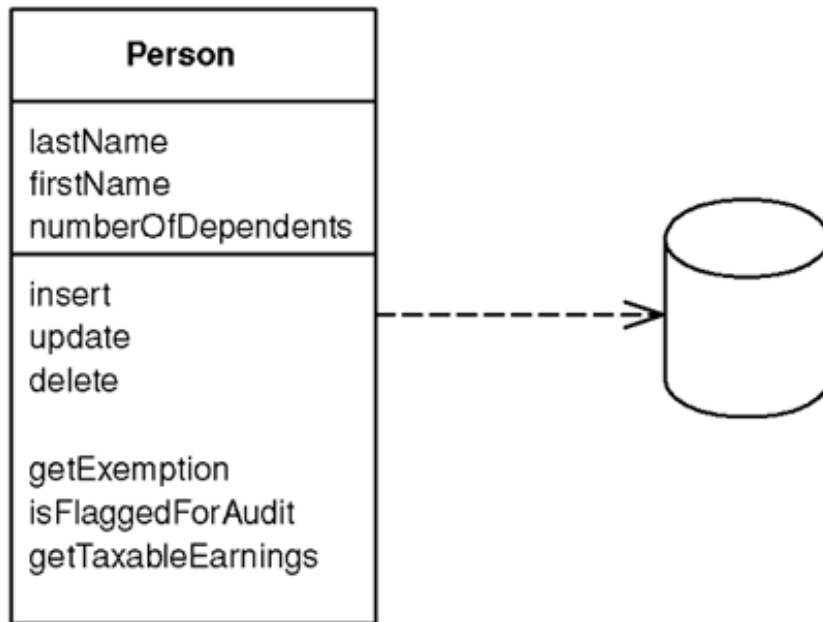 Person
lastName
firstName
numberOfDependents
insert
update
delete
getExemption
isFlaggedForAudit
getTaxableEarnings